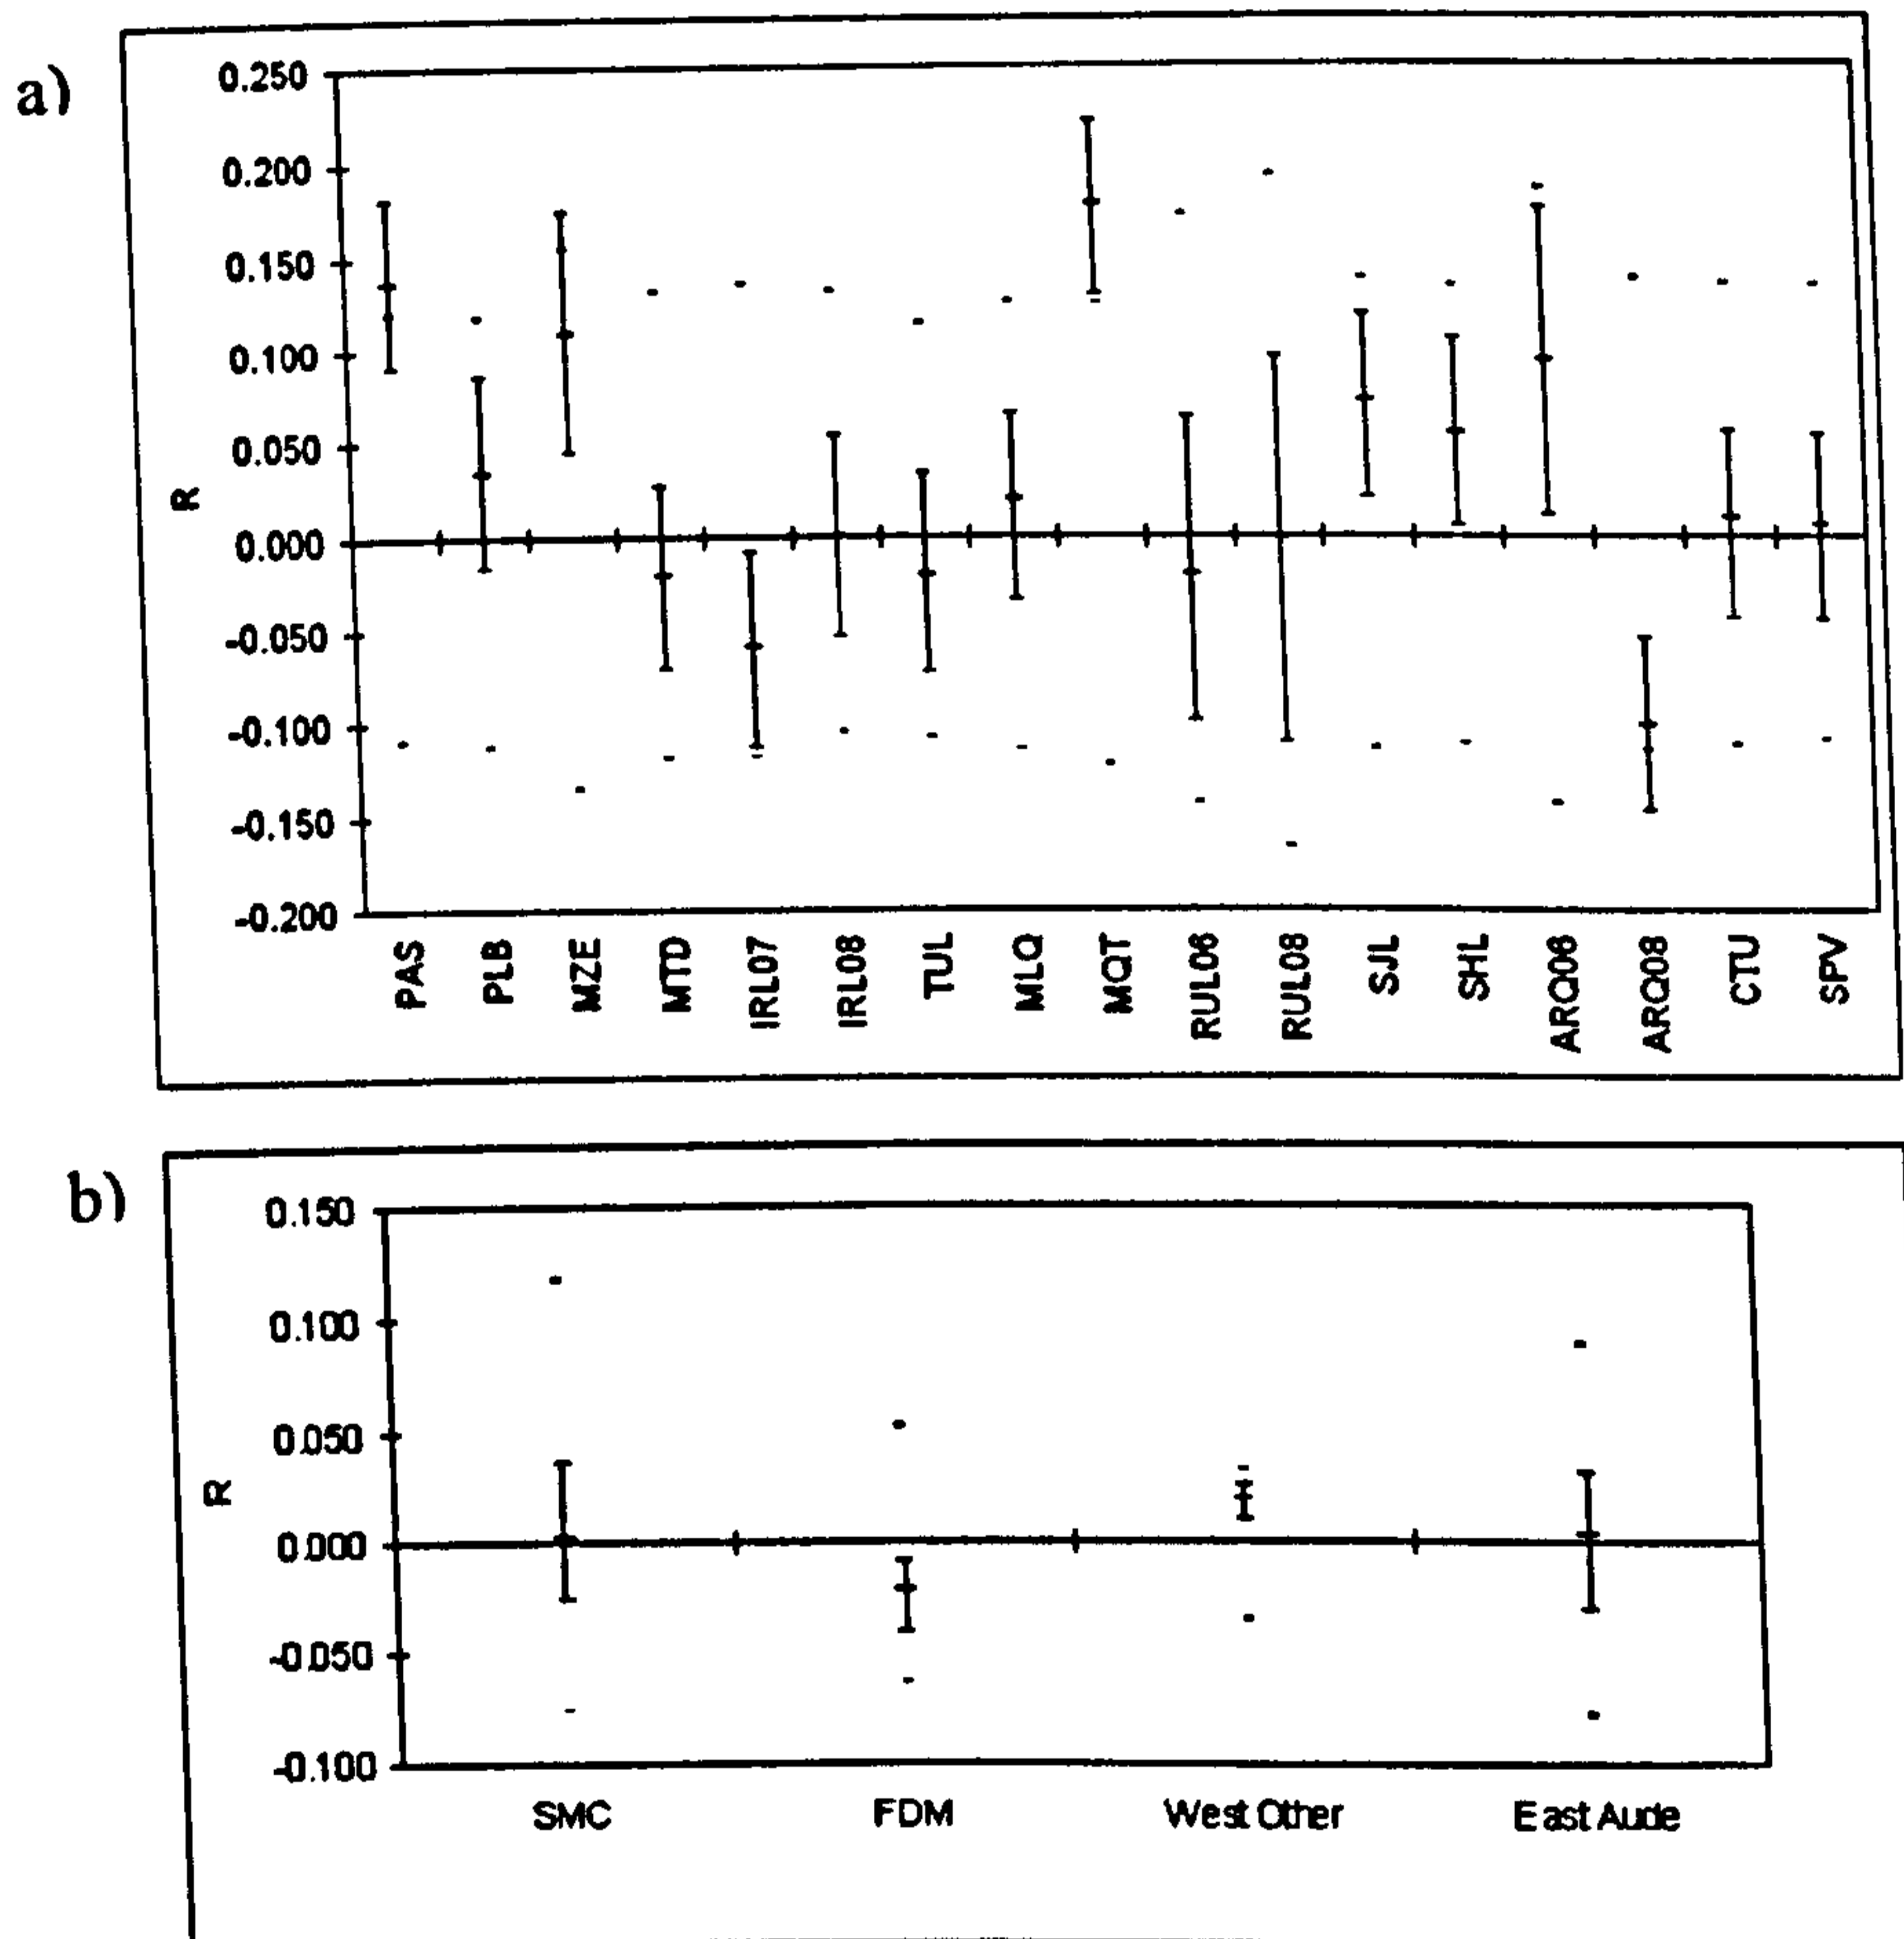 a)
0.250
0.200
0.150
0.100
0.050
0.000
-0.050
-0.100
-0.150
-0.200
R
PAS PLB MZE MTD IRL07 IRL08 TUL MLQ MQT RUL06 RUL08 SJL SHL ARQ06 ARQ08 CTU SPV
b)
0.150
0.100
0.050
0.000
-0.050
-0.100
R
SMC FDM West Other East Aude